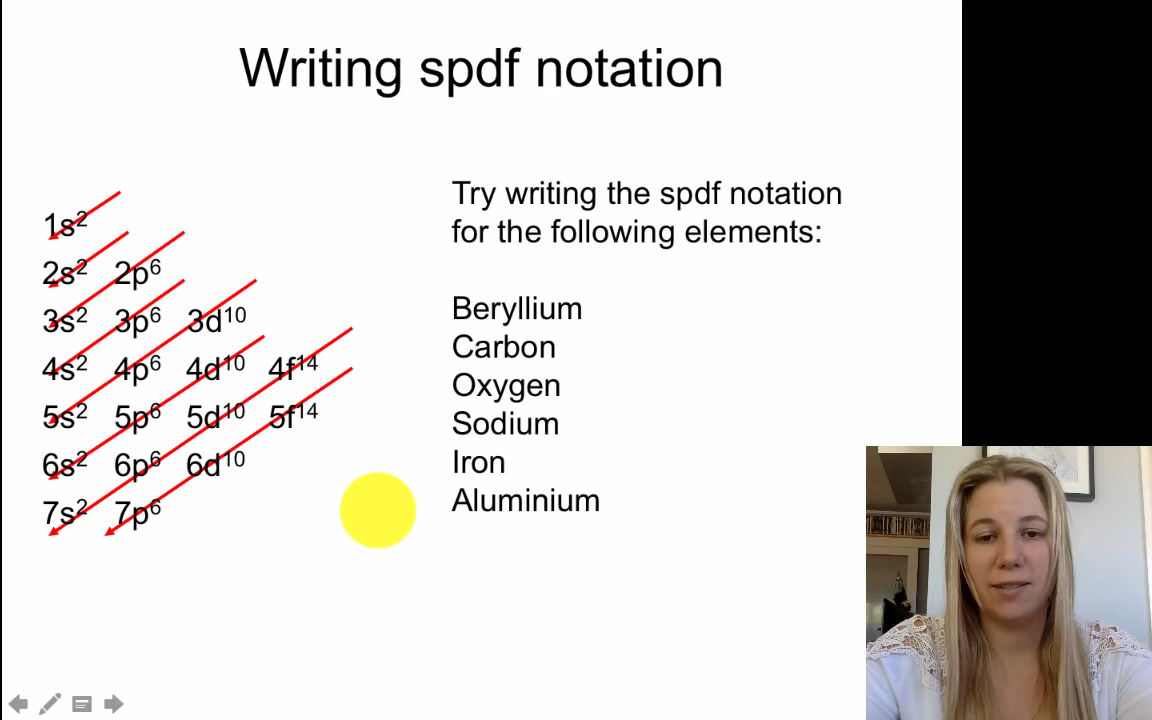 Writing spdf notation
1s²
2s² 2p⁶
3s² 3p⁶ 3d¹⁰
4s² 4p⁶ 4d¹⁰ 4f¹⁴
5s² 5p⁶ 5d¹⁰ 5f¹⁴
6s² 6p⁶ 6d¹⁰
7s² 7p⁶
Try writing the spdf notation
for the following elements:
Beryllium
Carbon
Oxygen
Sodium
Iron
Aluminium